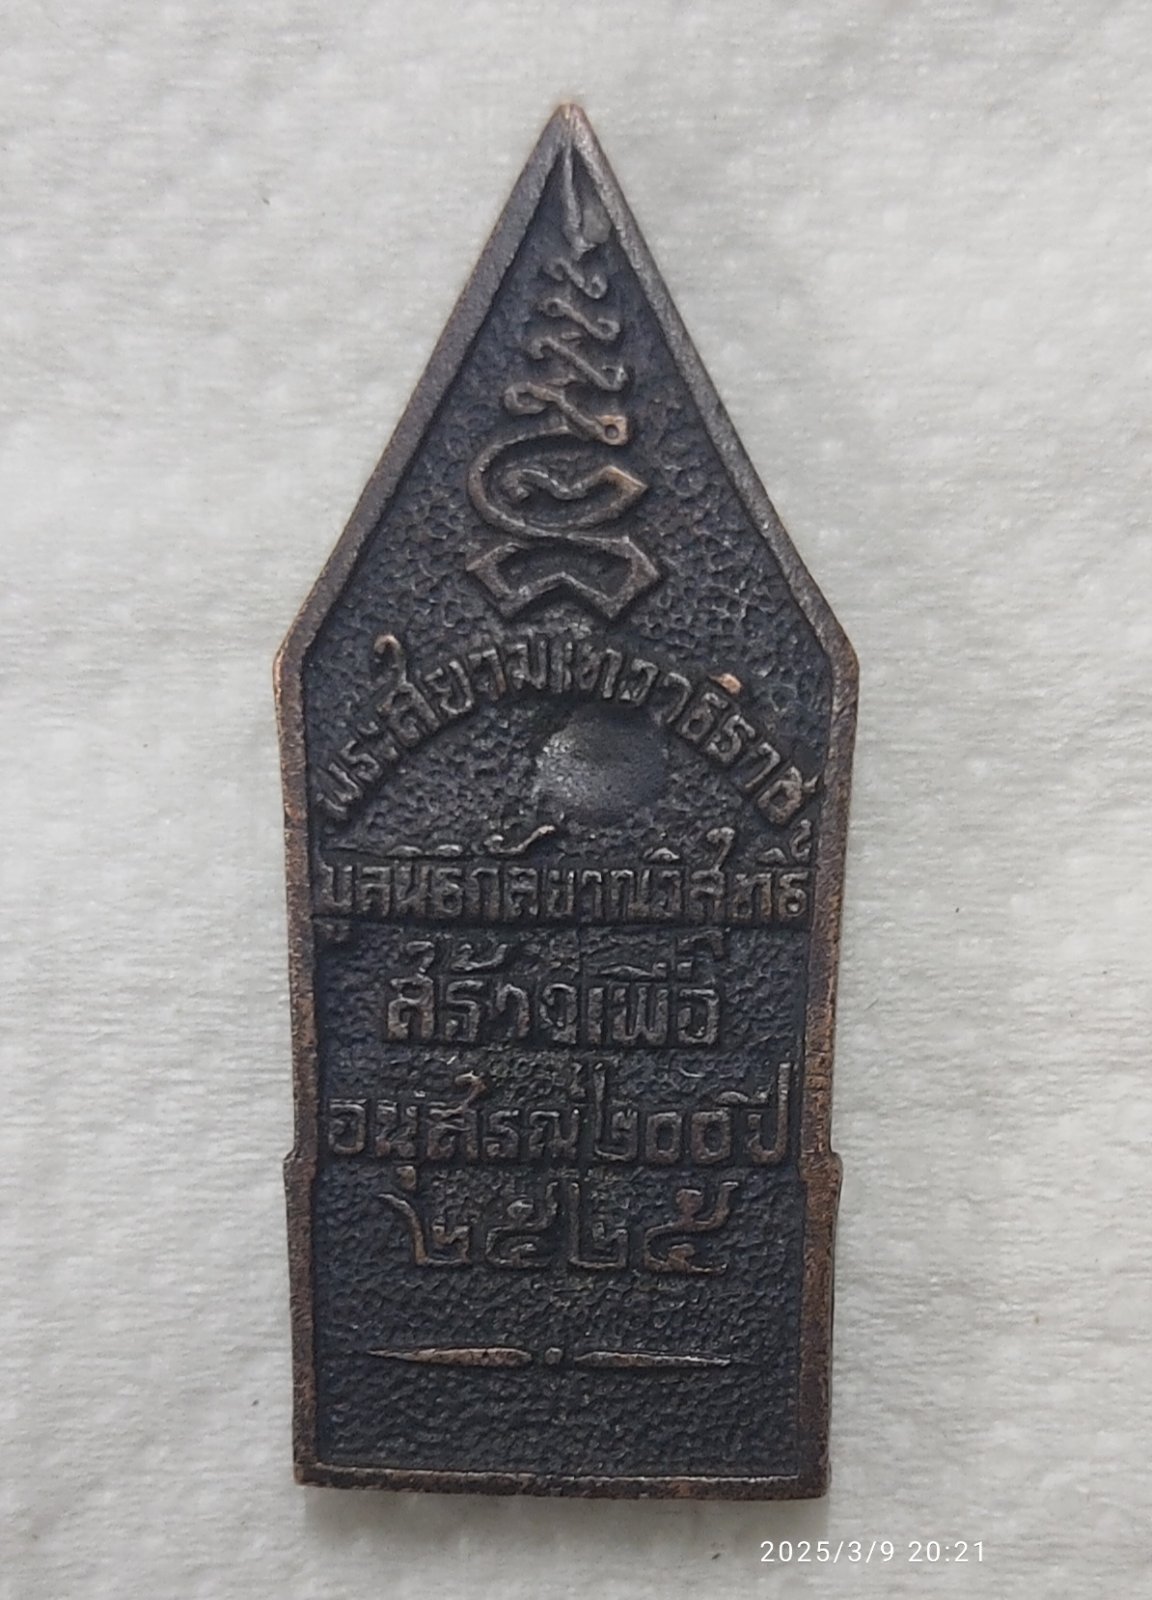 พระสยามเทวาธิราช
มูลนิธิกัลยาณวิสุทธิ์
สร้างเพื่อ
อนุสรณ์๒๐๐ปี
๒๕๒๕
2025/3/9 20:21